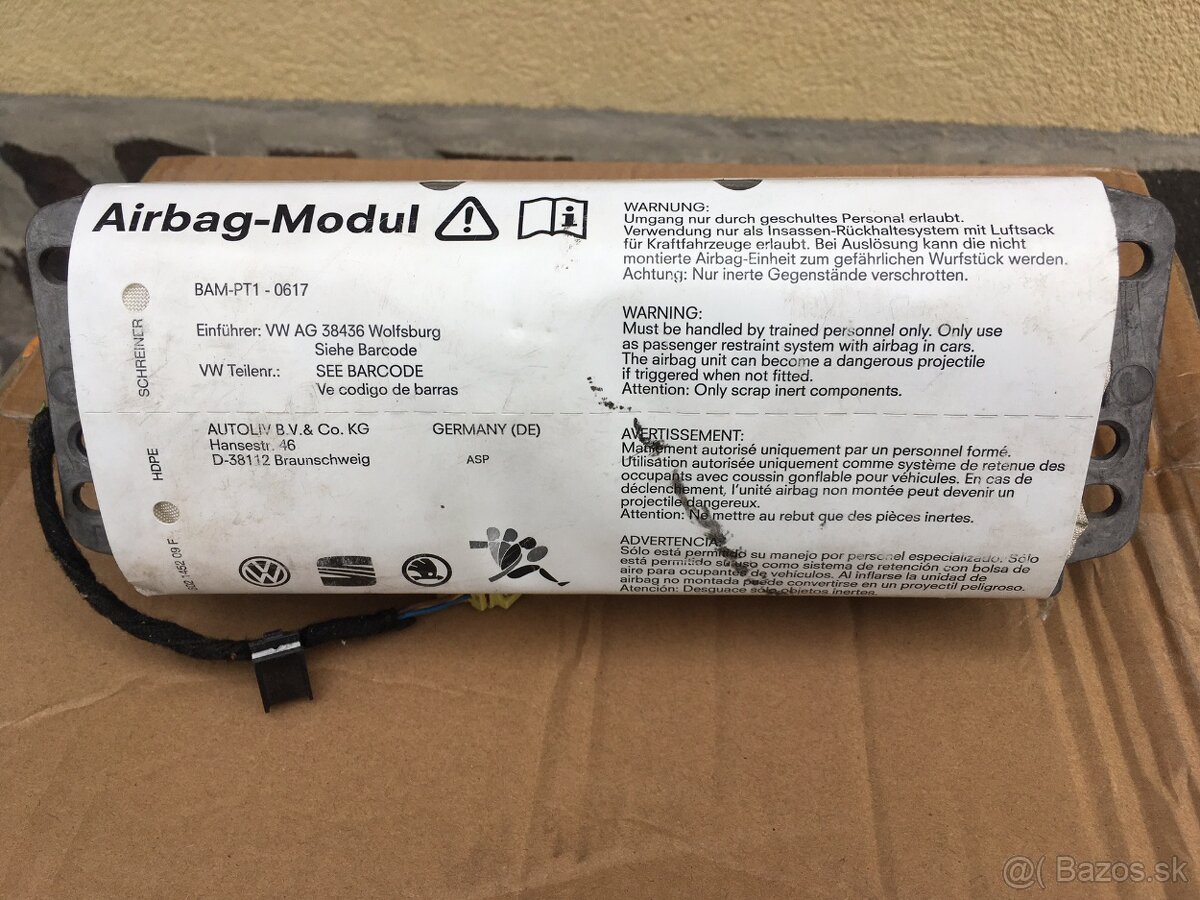 Airbag-Modul
BAM-PT1 - 0617
Einführer: VW AG 38436 Wolfsburg
Siehe Barcode
VW Teilenr.: SEE BARCODE
Ve codigo de barras
AUTOLIV B.V.& Co. KG GERMANY (DE)
Hansestr. 46
D-38112 Braunschweig ASP
SCHREINER
HDPE
1452 09 F
WARNUNG:
Umgang nur durch geschultes Personal erlaubt.
Verwendung nur als Insassen-Rückhaltesystem mit Luftsack
für Kraftfahrzeuge erlaubt. Bei Auslösung kann die nicht
montierte Airbag-Einheit zum gefährlichen Wurfstück werden.
Achtung: Nur inerte Gegenstände verschrotten.
WARNING:
Must be handled by trained personnel only. Only use
as passenger restraint system with airbag in cars.
The airbag unit can become a dangerous projectile
if triggered when not fitted.
Attention: Only scrap inert components.
AVERTISSEMENT:
Maniement autorisé uniquement par un personnel formé.
Utilisation autorisée uniquement comme système de retenue des
occupants avec coussin gonflable pour véhicules. En cas de
déclenchement, l'unité airbag non montée peut devenir un
projectile dangereux.
Attention: Ne mettre au rebut que des pièces inertes.
ADVERTENCIA:
Sólo está permitido su manejo por personel especializado. Sólo
está permitido su uso como sistema de retención con bolsa de
aire para ocupantes de vehículos. Al inflarse la unidad de
airbag no montada puede convertirse en un proyectil peligroso.
Atención: Desguace sólo objetos inertes.
@( Bazos.sk